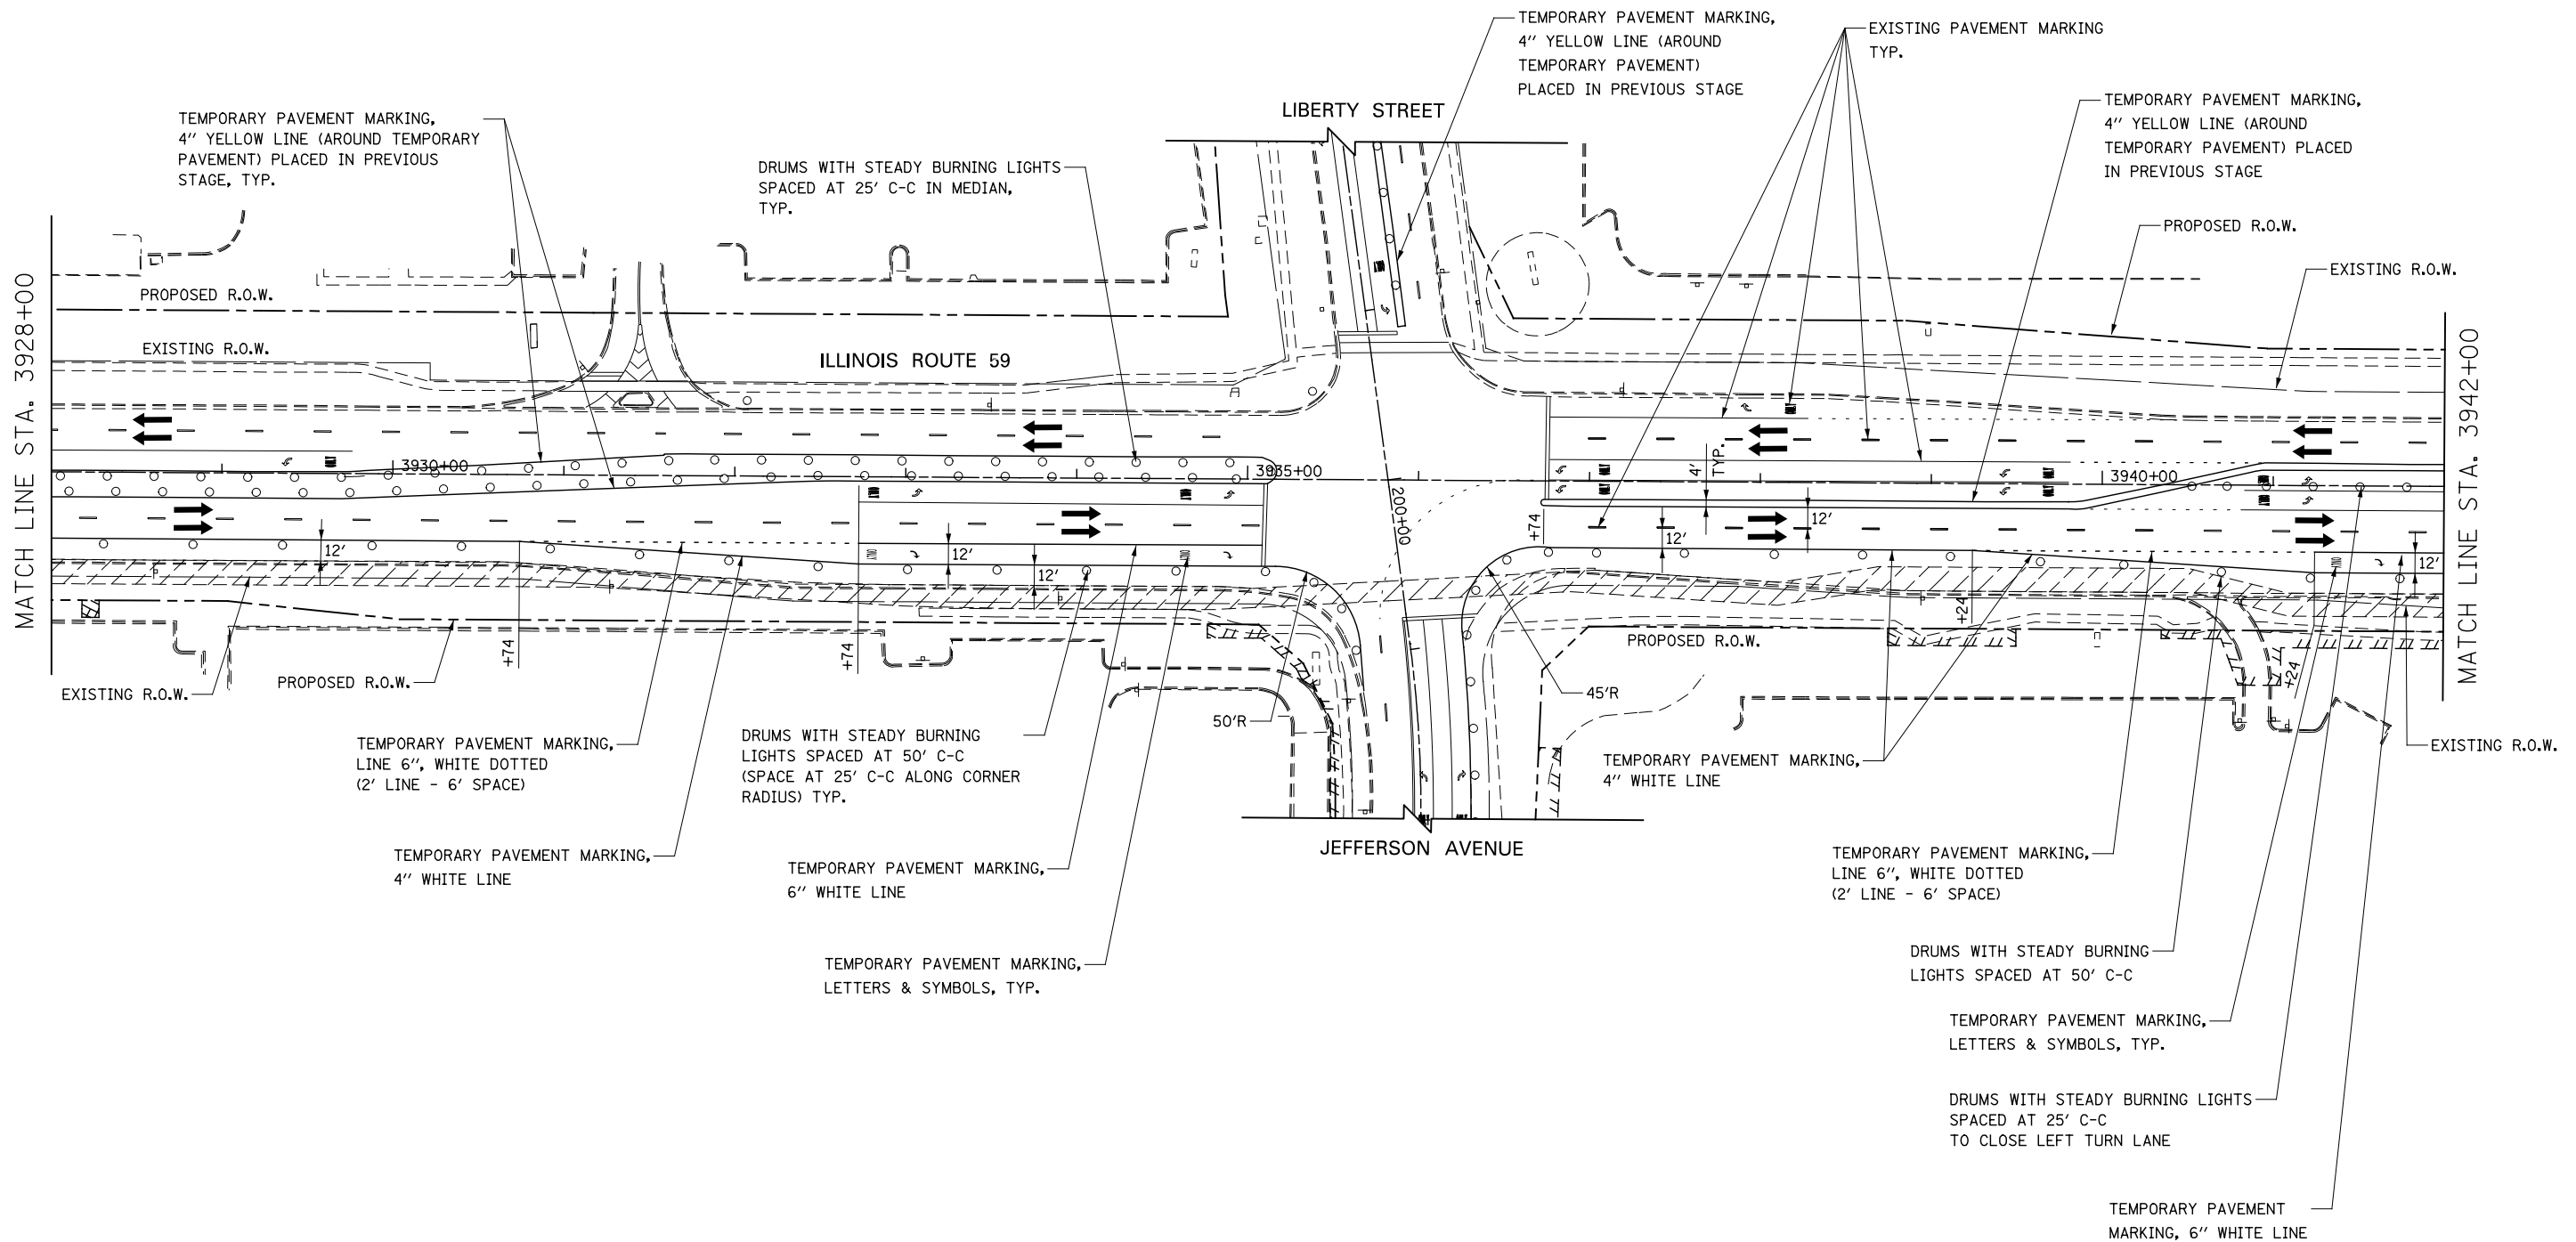 TEMPORARY PAVEMENT MARKING,
4" YELLOW LINE (AROUND
TEMPORARY PAVEMENT)
PLACED IN PREVIOUS STAGE
EXISTING PAVEMENT MARKING
TYP.
TEMPORARY PAVEMENT MARKING,
4" YELLOW LINE (AROUND TEMPORARY
PAVEMENT) PLACED IN PREVIOUS
STAGE, TYP.
DRUMS WITH STEADY BURNING LIGHTS
SPACED AT 25' C-C IN MEDIAN,
TYP.
LIBERTY STREET
TEMPORARY PAVEMENT MARKING,
4" YELLOW LINE (AROUND
TEMPORARY PAVEMENT) PLACED
IN PREVIOUS STAGE
PROPOSED R.O.W.
EXISTING R.O.W.
PROPOSED R.O.W.
EXISTING R.O.W.
ILLINOIS ROUTE 59
MATCH LINE STA. 3928+00
MATCH LINE STA. 3942+00
3930+00
3935+00
3940+00
4'
TYP.
200+00
+74
12'
12'
12'
12'
12'
12'
+74
+74
+24
+24
EXISTING R.O.W.
PROPOSED R.O.W.
PROPOSED R.O.W.
45'R
50'R
EXISTING R.O.W.
TEMPORARY PAVEMENT MARKING,
LINE 6", WHITE DOTTED
(2' LINE - 6' SPACE)
DRUMS WITH STEADY BURNING
LIGHTS SPACED AT 50' C-C
(SPACE AT 25' C-C ALONG CORNER
RADIUS) TYP.
TEMPORARY PAVEMENT MARKING,
4" WHITE LINE
JEFFERSON AVENUE
TEMPORARY PAVEMENT MARKING,
4" WHITE LINE
TEMPORARY PAVEMENT MARKING,
6" WHITE LINE
TEMPORARY PAVEMENT MARKING,
LINE 6", WHITE DOTTED
(2' LINE - 6' SPACE)
TEMPORARY PAVEMENT MARKING,
LETTERS & SYMBOLS, TYP.
DRUMS WITH STEADY BURNING
LIGHTS SPACED AT 50' C-C
TEMPORARY PAVEMENT MARKING,
LETTERS & SYMBOLS, TYP.
DRUMS WITH STEADY BURNING LIGHTS
SPACED AT 25' C-C
TO CLOSE LEFT TURN LANE
TEMPORARY PAVEMENT
MARKING, 6" WHITE LINE